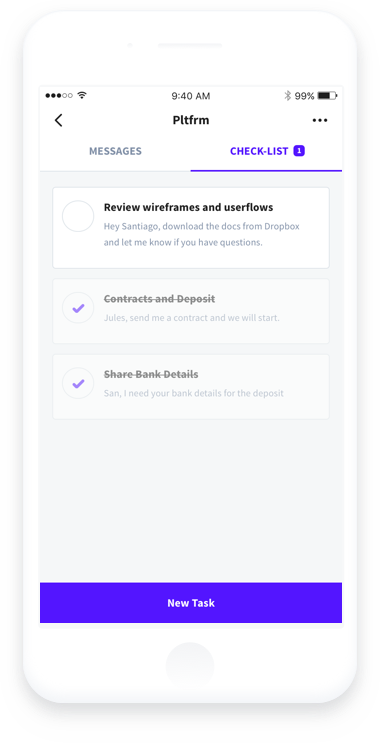 9:40 AM
99%
Pltfrm
MESSAGES
CHECK-LIST 1
Review wireframes and userflows
Hey Santiago, download the docs from Dropbox
and let me know if you have questions.
Contracts and Deposit
Jules, send me a contract and we will start.
Share Bank Details
San, I need your bank details for the deposit
New Task